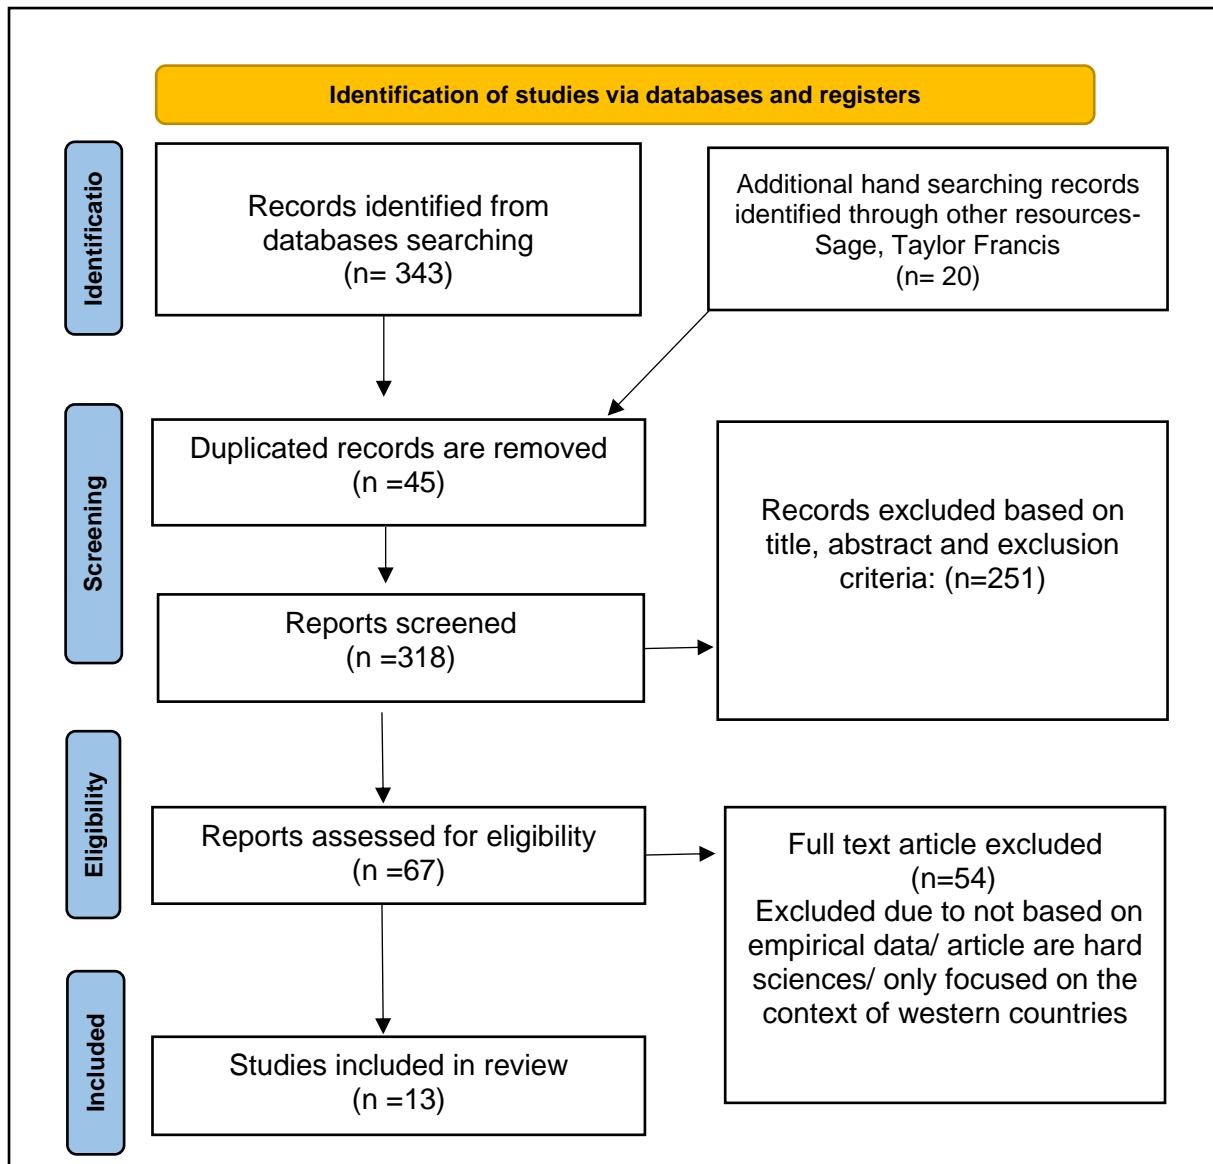 Identification of studies via databases and registers
Identificatio
Records identified from
databases searching
(n= 343)
Additional hand searching records
identified through other resources-
Sage, Taylor Francis
(n= 20)
Screening
Duplicated records are removed
(n =45)
Records excluded based on
title, abstract and exclusion
criteria: (n=251)
Reports screened
(n =318)
Eligibility
Reports assessed for eligibility
(n =67)
Full text article excluded
(n=54)
Excluded due to not based on
empirical data/ article are hard
sciences/ only focused on the
context of western countries
Included
Studies included in review
(n =13)